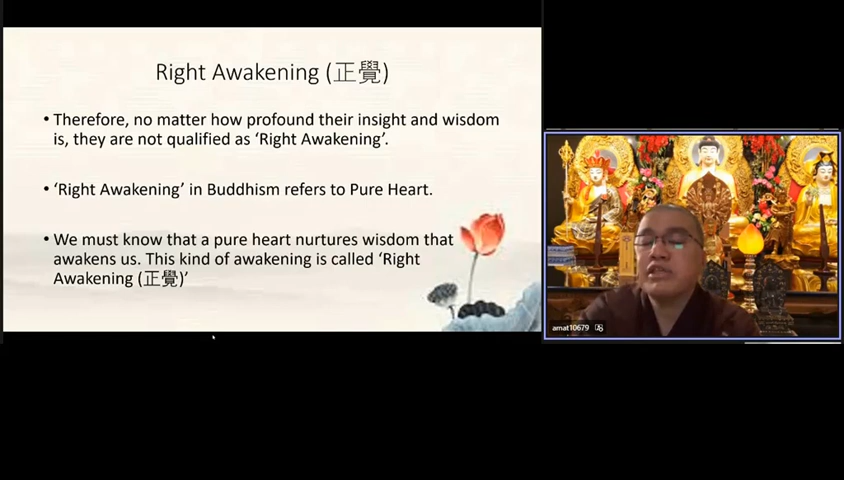 Right Awakening (正覺)
• Therefore, no matter how profound their insight and wisdom
is, they are not qualified as ‘Right Awakening’.
• ‘Right Awakening’ in Buddhism refers to Pure Heart.
• We must know that a pure heart nurtures wisdom that
awakens us. This kind of awakening is called ‘Right
Awakening (正覺)’
amat10679